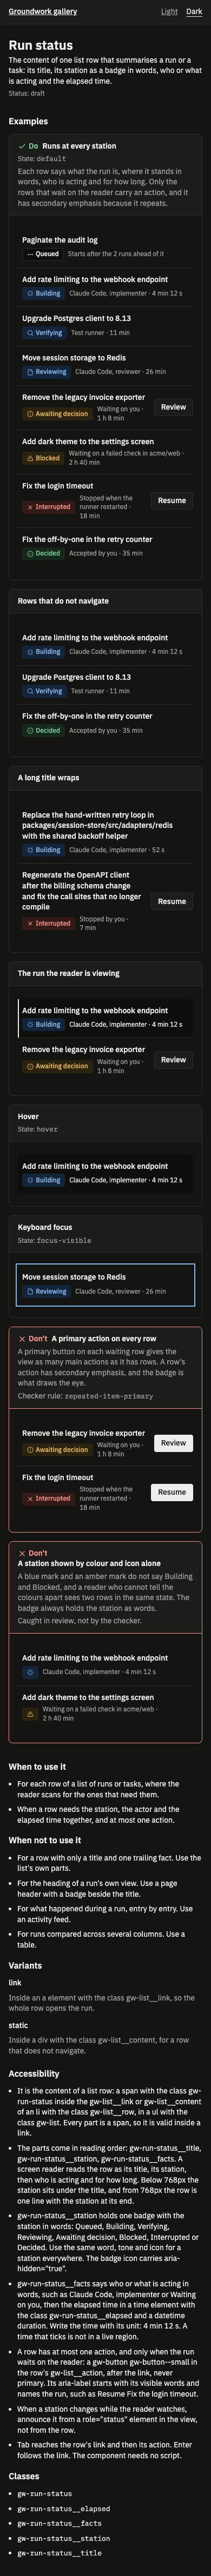 Groundwork gallery
Light Dark
Run status
The content of one list row that summarises a run or a
task: its title, its station as a badge in words, who or what
is acting and the elapsed time.
Status: draft
Examples
Do Runs at every station
State: default
Each row says what the run is, where it stands in
words, who is acting and for how long. Only the
rows that wait on the reader carry an action, and it
has secondary emphasis because it repeats.
Paginate the audit log
Queued Starts after the 2 runs ahead of it
Add rate limiting to the webhook endpoint
Building Claude Code, implementer · 4 min 12 s
Upgrade Postgres client to 8.13
Verifying Test runner · 11 min
Move session storage to Redis
Reviewing Claude Code, reviewer · 26 min
Remove the legacy invoice exporter
Awaiting decision Waiting on you ·
1 h 8 min
Review
Add dark theme to the settings screen
Blocked Waiting on a failed check in acme/web ·
2 h 40 min
Fix the login timeout
Interrupted Stopped when the
runner restarted ·
18 min
Resume
Fix the off-by-one in the retry counter
Decided Accepted by you · 35 min
Rows that do not navigate
Add rate limiting to the webhook endpoint
Building Claude Code, implementer · 4 min 12 s
Upgrade Postgres client to 8.13
Verifying Test runner · 11 min
Fix the off-by-one in the retry counter
Decided Accepted by you · 35 min
A long title wraps
Replace the hand-written retry loop in
packages/session-store/src/adapters/redis
with the shared backoff helper
Building Claude Code, implementer · 52 s
Regenerate the OpenAPI client
after the billing schema change
and fix the call sites that no longer
compile
Interrupted Stopped by you ·
7 min
Resume
The run the reader is viewing
Add rate limiting to the webhook endpoint
Building Claude Code, implementer · 4 min 12 s
Remove the legacy invoice exporter
Awaiting decision Waiting on you ·
1 h 8 min
Review
Hover
State: hover
Add rate limiting to the webhook endpoint
Building Claude Code, implementer · 4 min 12 s
Keyboard focus
State: focus-visible
Move session storage to Redis
Reviewing Claude Code, reviewer · 26 min
Don't A primary action on every row
A primary button on each waiting row gives the
view as many main actions as it has rows. A row's
action has secondary emphasis, and the badge is
what draws the eye.
Checker rule: repeated-item-primary
Remove the legacy invoice exporter
Awaiting decision Waiting on you ·
1 h 8 min
Review
Fix the login timeout
Interrupted Stopped when the
runner restarted ·
18 min
Resume
Don't
A station shown by colour and icon alone
A blue mark and an amber mark do not say Building
and Blocked, and a reader who cannot tell the
colours apart sees two rows in the same state. The
badge always holds the station as words.
Caught in review, not by the checker.
Add rate limiting to the webhook endpoint
Claude Code, implementer · 4 min 12 s
Add dark theme to the settings screen
Waiting on a failed check in acme/web ·
2 h 40 min
When to use it
• For each row of a list of runs or tasks, where the
reader scans for the ones that need them.
• When a row needs the station, the actor and the
elapsed time together, and at most one action.
When not to use it
• For a row with only a title and one trailing fact. Use the
list's own parts.
• For the heading of a run's own view. Use a page
header with a badge beside the title.
• For what happened during a run, entry by entry. Use
an activity feed.
• For runs compared across several columns. Use a
table.
Variants
link
Inside an a element with the class gw-list__link, so the
whole row opens the run.
static
Inside a div with the class gw-list__content, for a row
that does not navigate.
Accessibility
• It is the content of a list row: a span with the class gw-
run-status inside the gw-list__link or gw-list__content
of an li with the class gw-list__row, in a ul with the
class gw-list. Every part is a span, so it is valid inside a
link.
• The parts come in reading order: gw-run-status__title,
gw-run-status__station, gw-run-status__facts. A
screen reader reads the row as its title, its station,
then who is acting and for how long. Below 768px the
station sits under the title, and from 768px the row is
one line with the station at its end.
• gw-run-status__station holds one badge with the
station in words: Queued, Building, Verifying,
Reviewing, Awaiting decision, Blocked, Interrupted or
Decided. Use the same word, tone and icon for a
station everywhere. The badge icon carries aria-
hidden="true".
• gw-run-status__facts says who or what is acting in
words, such as Claude Code, implementer or Waiting
on you, then the elapsed time in a time element with
the class gw-run-status__elapsed and a datetime
duration. Write the time with its unit: 4 min 12 s. A
time that ticks is not in a live region.
• A row has at most one action, and only when the run
waits on the reader: a gw-button gw-button--small in
the row's gw-list__action, after the link, never
primary. Its aria-label starts with its visible words and
names the run, such as Resume Fix the login timeout.
• When a station changes while the reader watches,
announce it from a role="status" element in the view,
not from the row.
• Tab reaches the row's link and then its action. Enter
follows the link. The component needs no script.
Classes
• gw-run-status
• gw-run-status__elapsed
• gw-run-status__facts
• gw-run-status__station
• gw-run-status__title